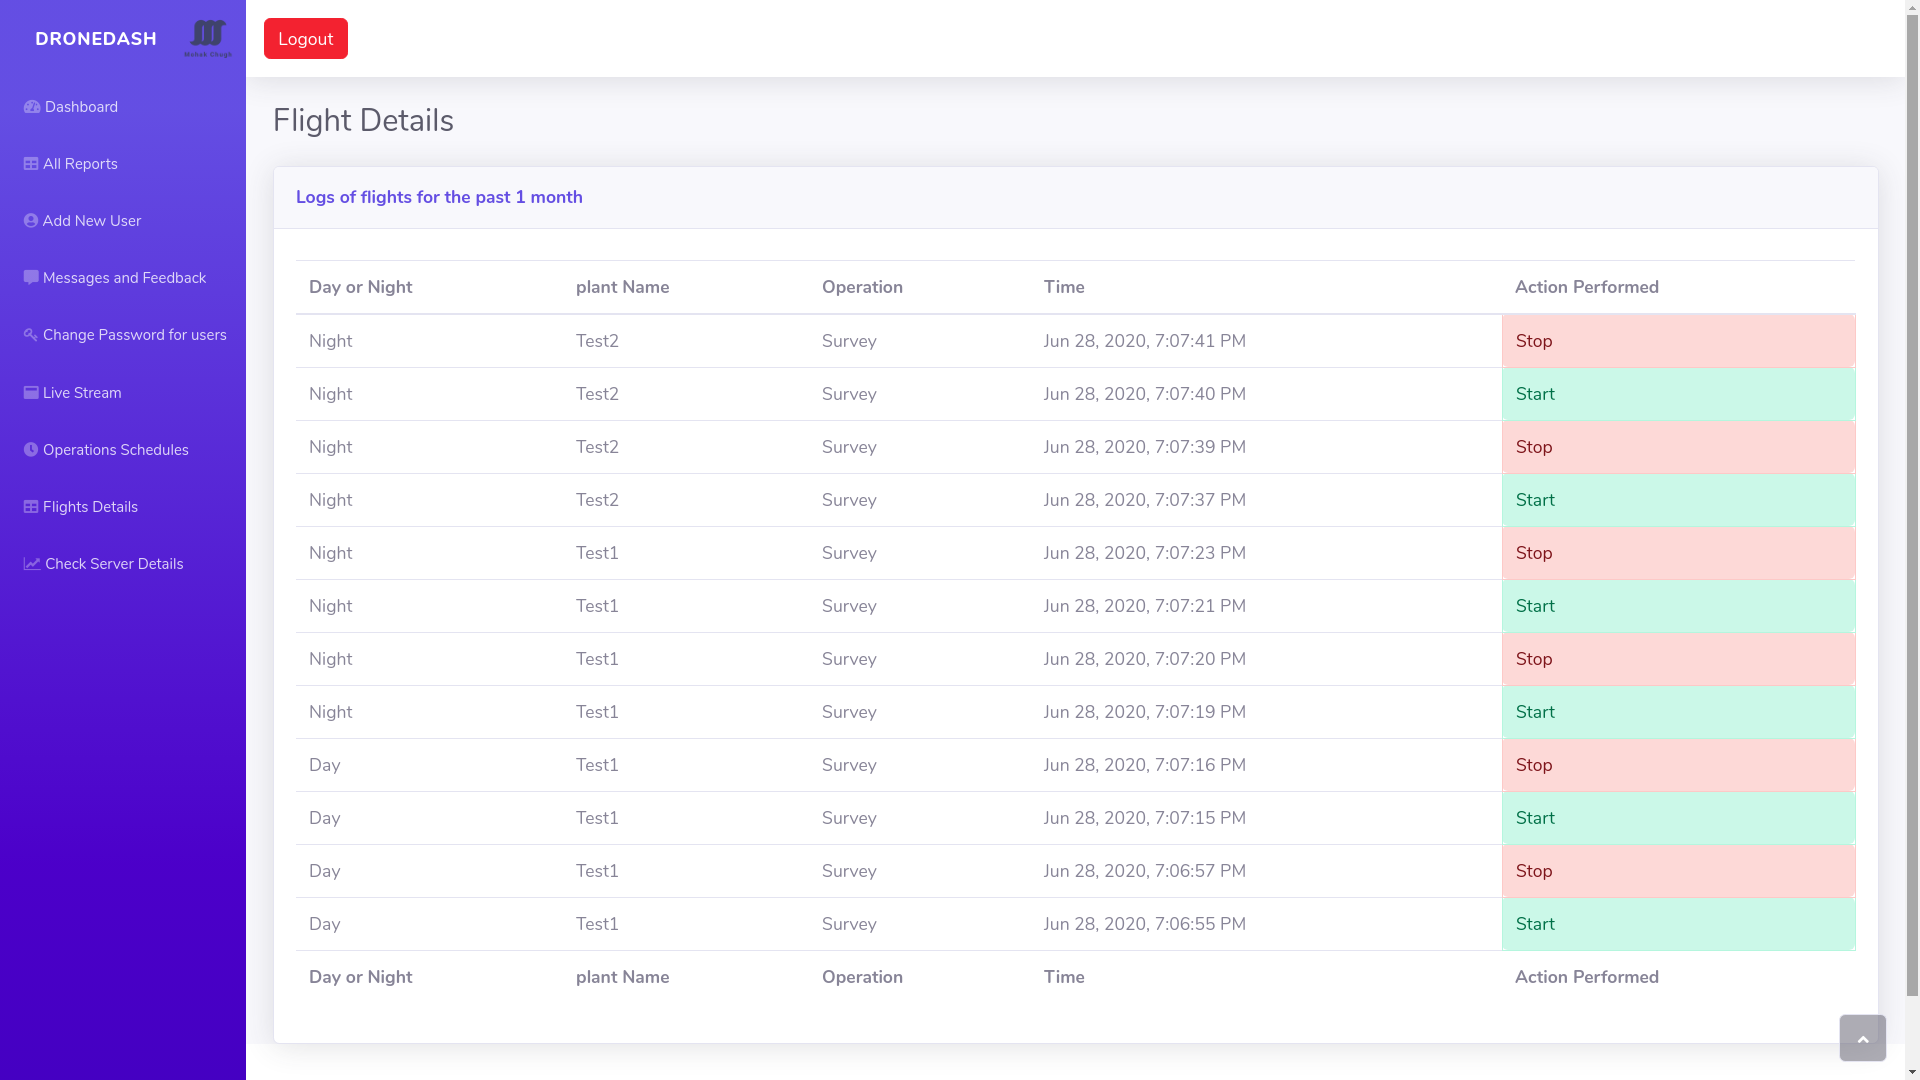 DRONEDASH
Mehak Chugh
Logout
Dashboard
All Reports
Add New User
Messages and Feedback
Change Password for users
Live Stream
Operations Schedules
Flights Details
Check Server Details
Flight Details
Logs of flights for the past 1 month
Day or Night plant Name Operation Time Action Performed
Night Test2 Survey Jun 28, 2020, 7:07:41 PM Stop
Night Test2 Survey Jun 28, 2020, 7:07:40 PM Start
Night Test2 Survey Jun 28, 2020, 7:07:39 PM Stop
Night Test2 Survey Jun 28, 2020, 7:07:37 PM Start
Night Test1 Survey Jun 28, 2020, 7:07:23 PM Stop
Night Test1 Survey Jun 28, 2020, 7:07:21 PM Start
Night Test1 Survey Jun 28, 2020, 7:07:20 PM Stop
Night Test1 Survey Jun 28, 2020, 7:07:19 PM Start
Day Test1 Survey Jun 28, 2020, 7:07:16 PM Stop
Day Test1 Survey Jun 28, 2020, 7:07:15 PM Start
Day Test1 Survey Jun 28, 2020, 7:06:57 PM Stop
Day Test1 Survey Jun 28, 2020, 7:06:55 PM Start
Day or Night plant Name Operation Time Action Performed